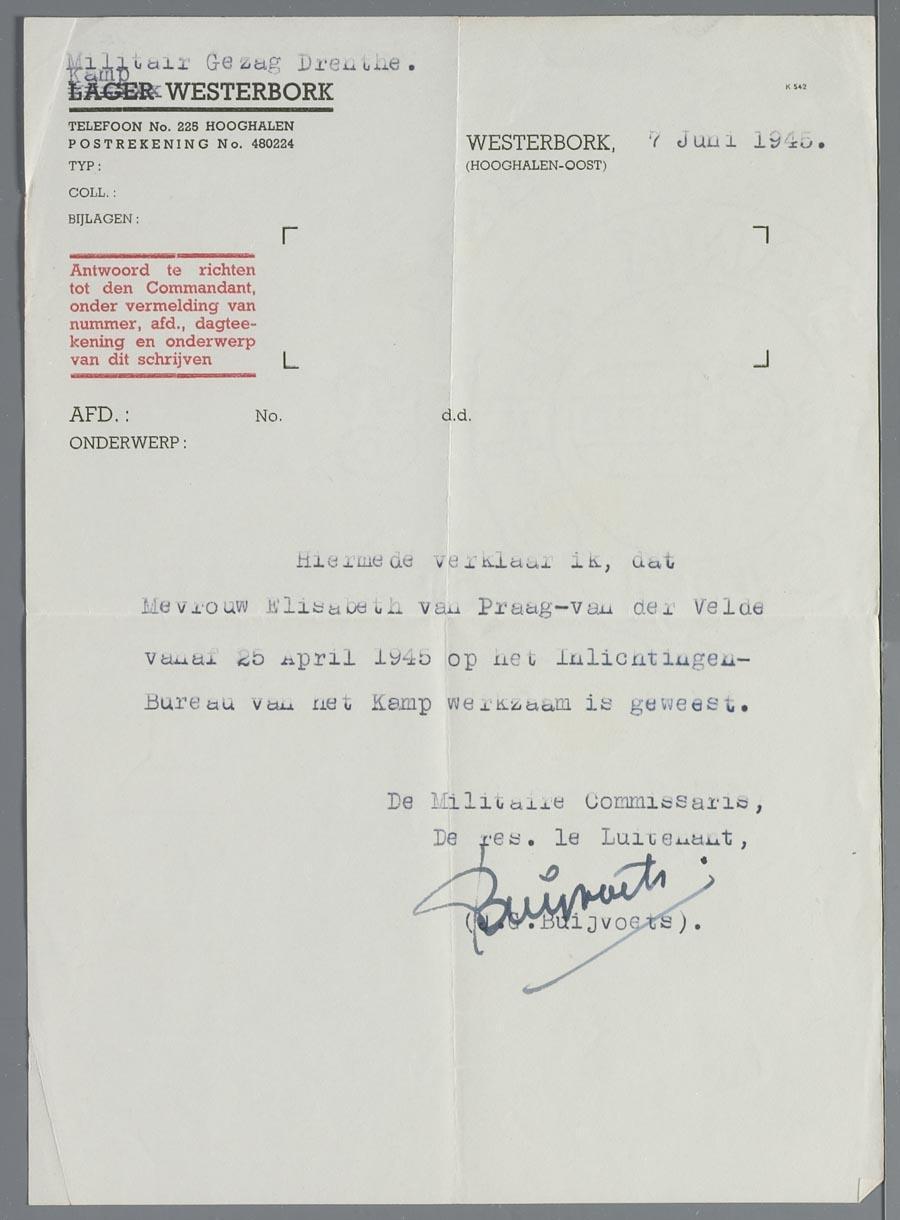 Militair Gezag Drenthe.
Kamp
LAGER WESTERBORK
K 542
TELEFOON No. 225 HOOGHALEN
POSTREKENING No. 480224
WESTERBORK, 7 Juni 1945.
(HOOGHALEN-OOST)
TYP:
COLL.:
BIJLAGEN:
Antwoord te richten
tot den Commandant,
onder vermelding van
nummer, afd., dagtee-
kening en onderwerp
van dit schrijven
AFD.: No. d.d.
ONDERWERP:
Hiermede verklaar ik, dat
Mevrouw Elisabeth van Praag-van der Velde
vanaf 25 April 1945 op het Inlichtingen-
Bureau van het Kamp werkzaam is geweest.
De Militaire Commissaris,
De res. 1e Luitenant,
Buijvoets
Buijvoets).